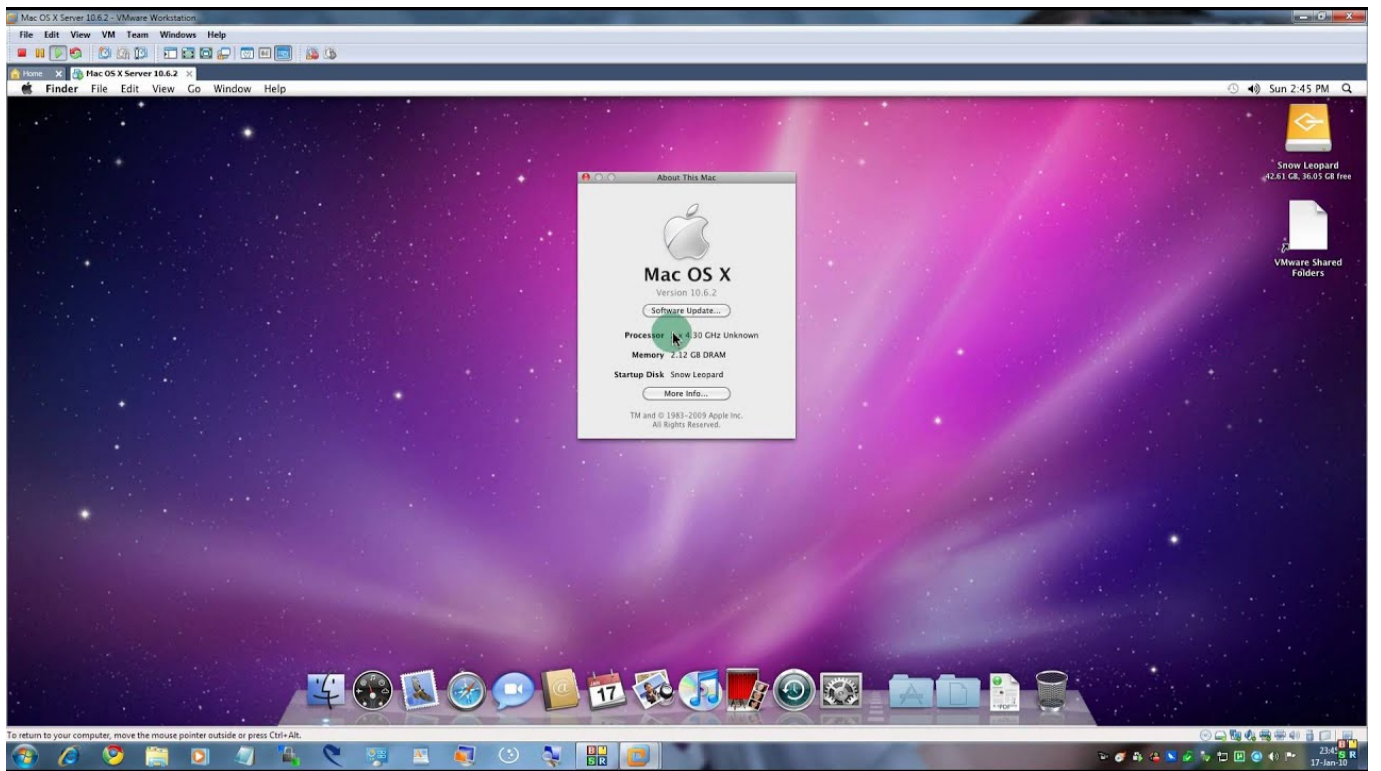 Mac OS X Server 10.6.2 - VMware Workstation
File Edit View VM Team Windows Help
Home Mac OS X Server 10.6.2
Finder File Edit View Go Window Help Sun 2:45 PM
Snow Leopard
42.61 GB, 36.05 GB free
VMware Shared
Folders
About This Mac
Mac OS X
Version 10.6.2
Software Update...
Processor x 4.30 GHz Unknown
Memory 2.12 GB DRAM
Startup Disk Snow Leopard
More Info...
TM and © 1983-2009 Apple Inc.
All Rights Reserved.
JAN
17
PDF
To return to your computer, move the mouse pointer outside or press Ctrl+Alt.
B M
S R
23:45
17-Jan-10